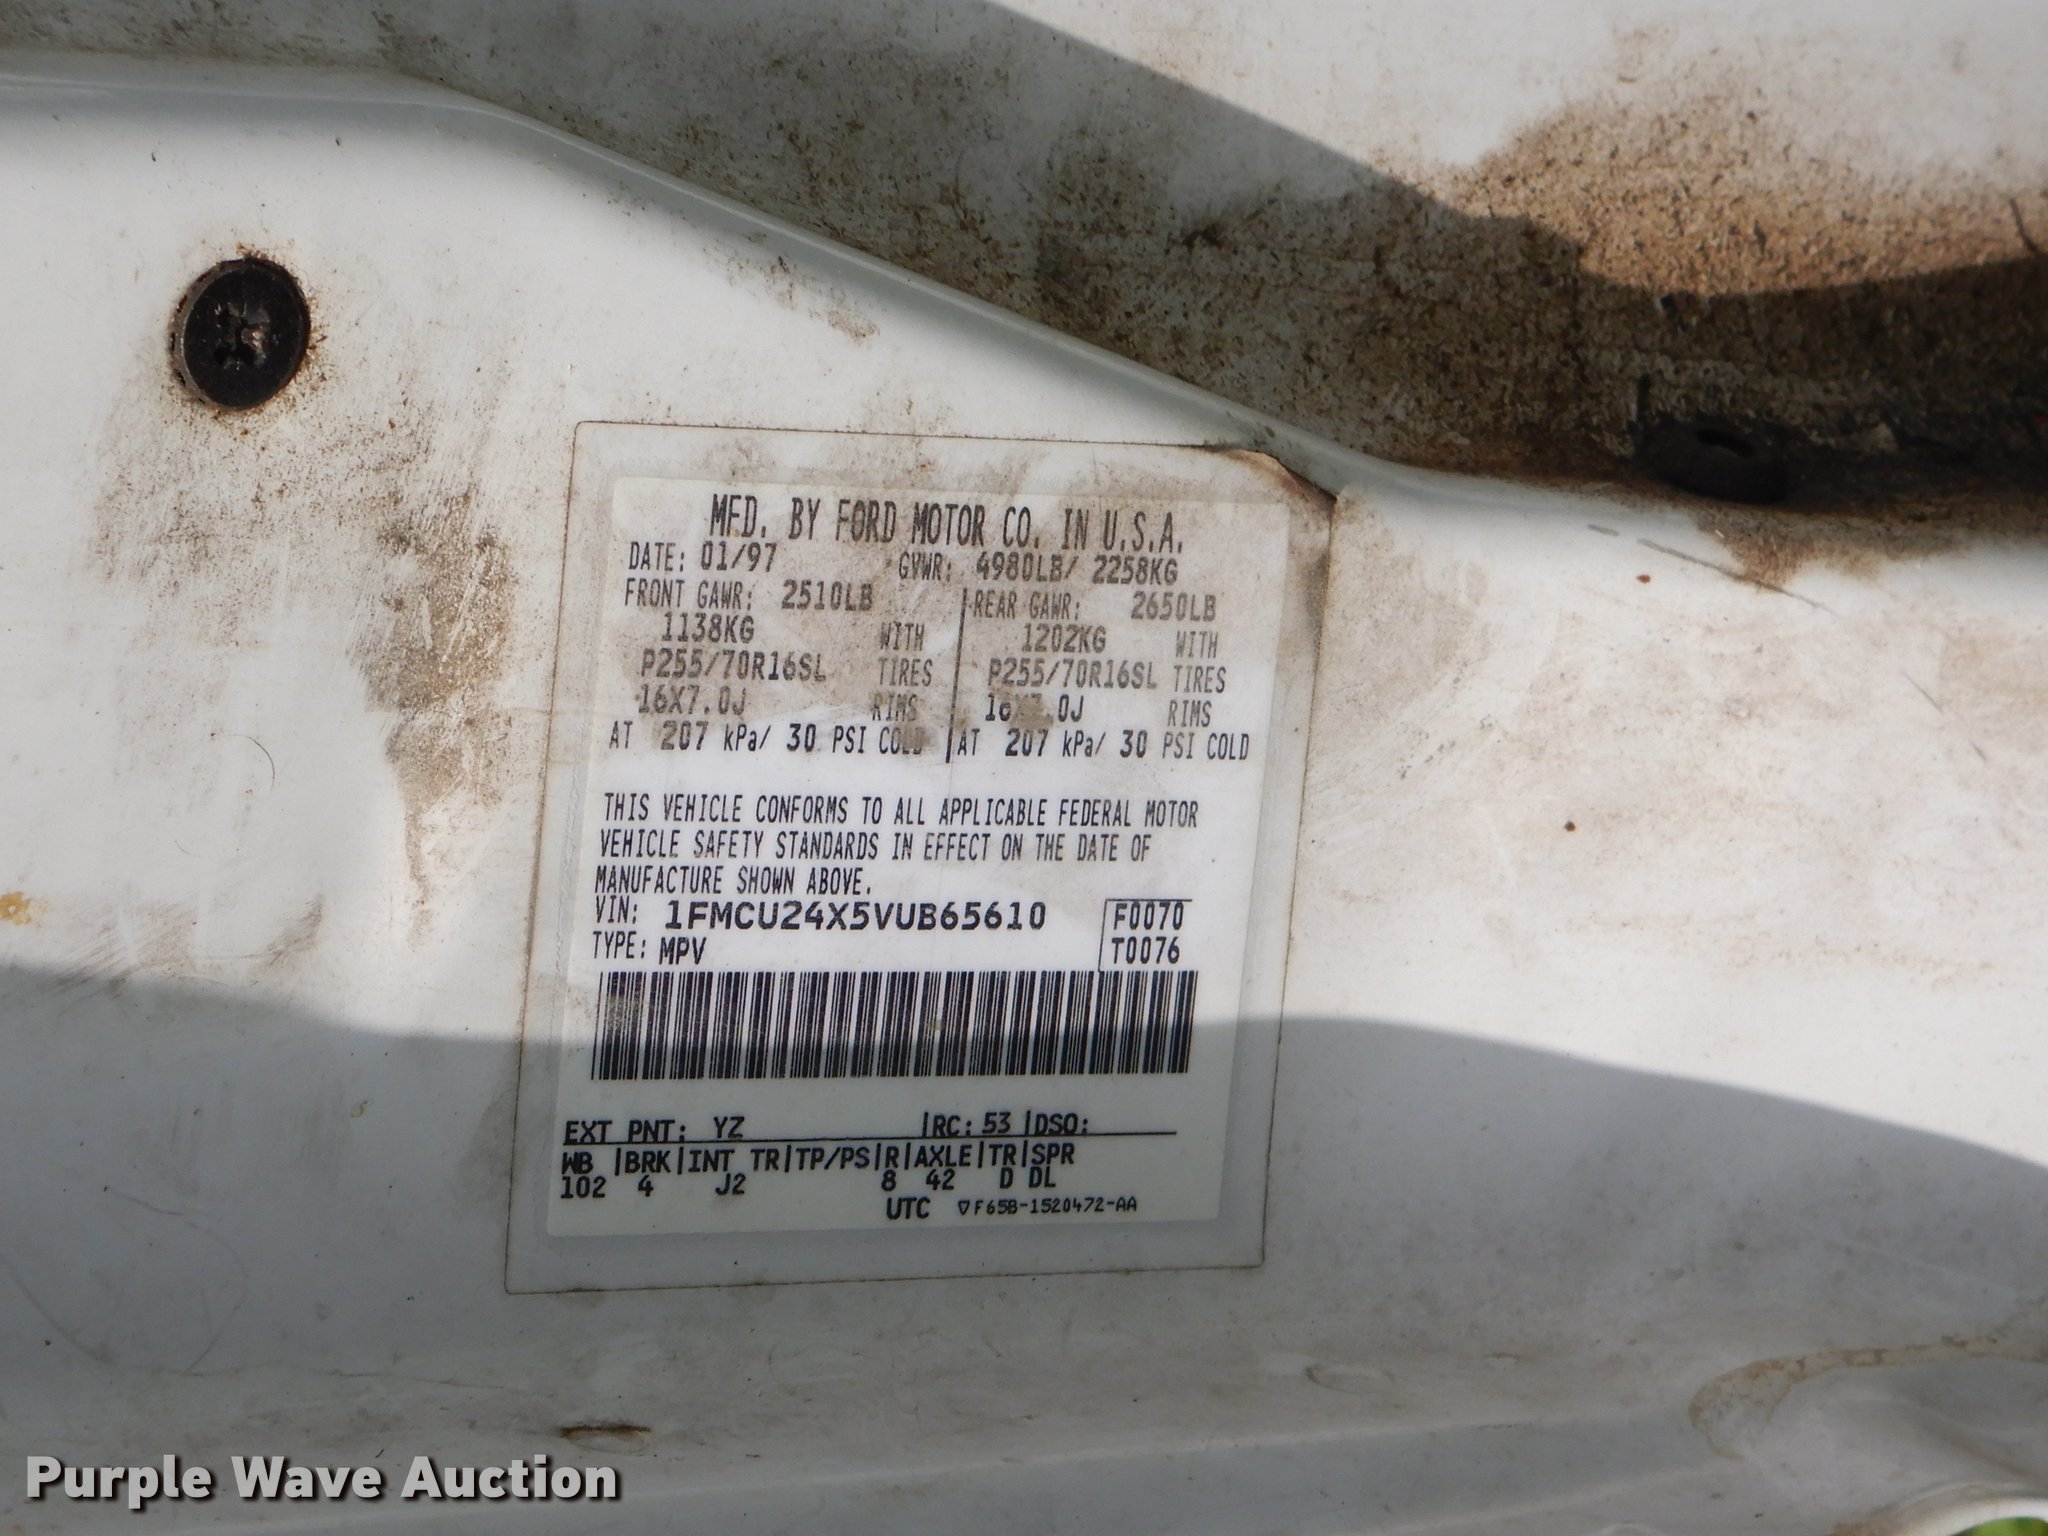 MFD. BY FORD MOTOR CO. IN U.S.A.
DATE: 01/97 GVWR: 4980LB/ 2258KG
FRONT GAWR: 2510LB REAR GAWR: 2650LB
1138KG WITH 1202KG WITH
P255/70R16SL TIRES P255/70R16SL TIRES
16X7.0J RIMS 16X7.0J RIMS
AT 207 kPa/ 30 PSI COLD AT 207 kPa/ 30 PSI COLD
THIS VEHICLE CONFORMS TO ALL APPLICABLE FEDERAL MOTOR
VEHICLE SAFETY STANDARDS IN EFFECT ON THE DATE OF
MANUFACTURE SHOWN ABOVE.
VIN: 1FMCU24X5VUB65610 F0070
TYPE: MPV T0076
EXT PNT: YZ |RC: 53 |DSO:
WB |BRK|INT TR|TP/PS|R|AXLE|TR|SPR
102 4 J2 8 42 D DL
UTC ▽F65B-1520472-AA
Purple Wave Auction